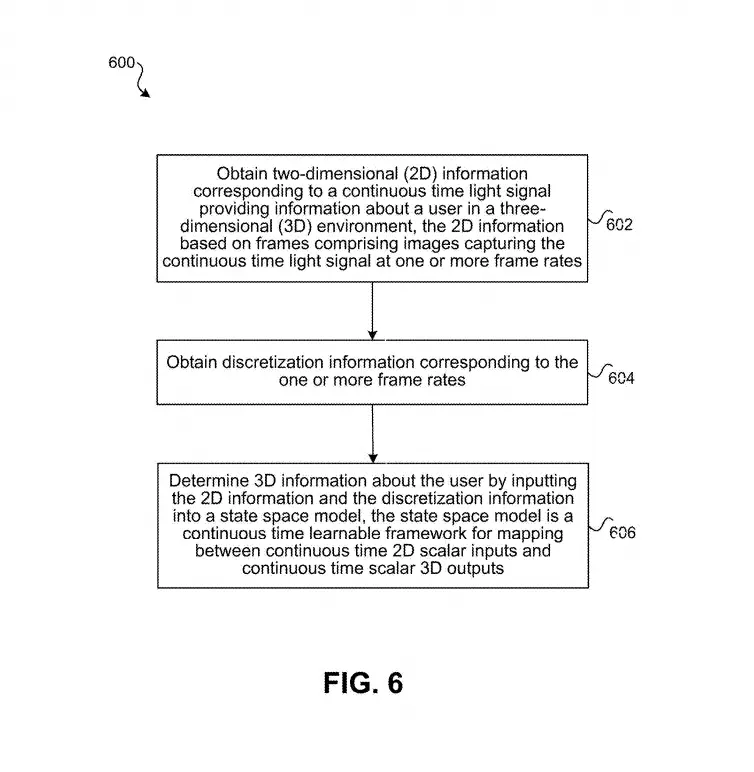 600
Obtain two-dimensional (2D) information
corresponding to a continuous time light signal
providing information about a user in a three-
dimensional (3D) environment, the 2D information
based on frames comprising images capturing the
continuous time light signal at one or more frame rates
602
Obtain discretization information corresponding to the
one or more frame rates
604
Determine 3D information about the user by inputting
the 2D information and the discretization information
into a state space model, the state space model is a
continuous time learnable framework for mapping
between continuous time 2D scalar inputs and
continuous time scalar 3D outputs
606
FIG. 6